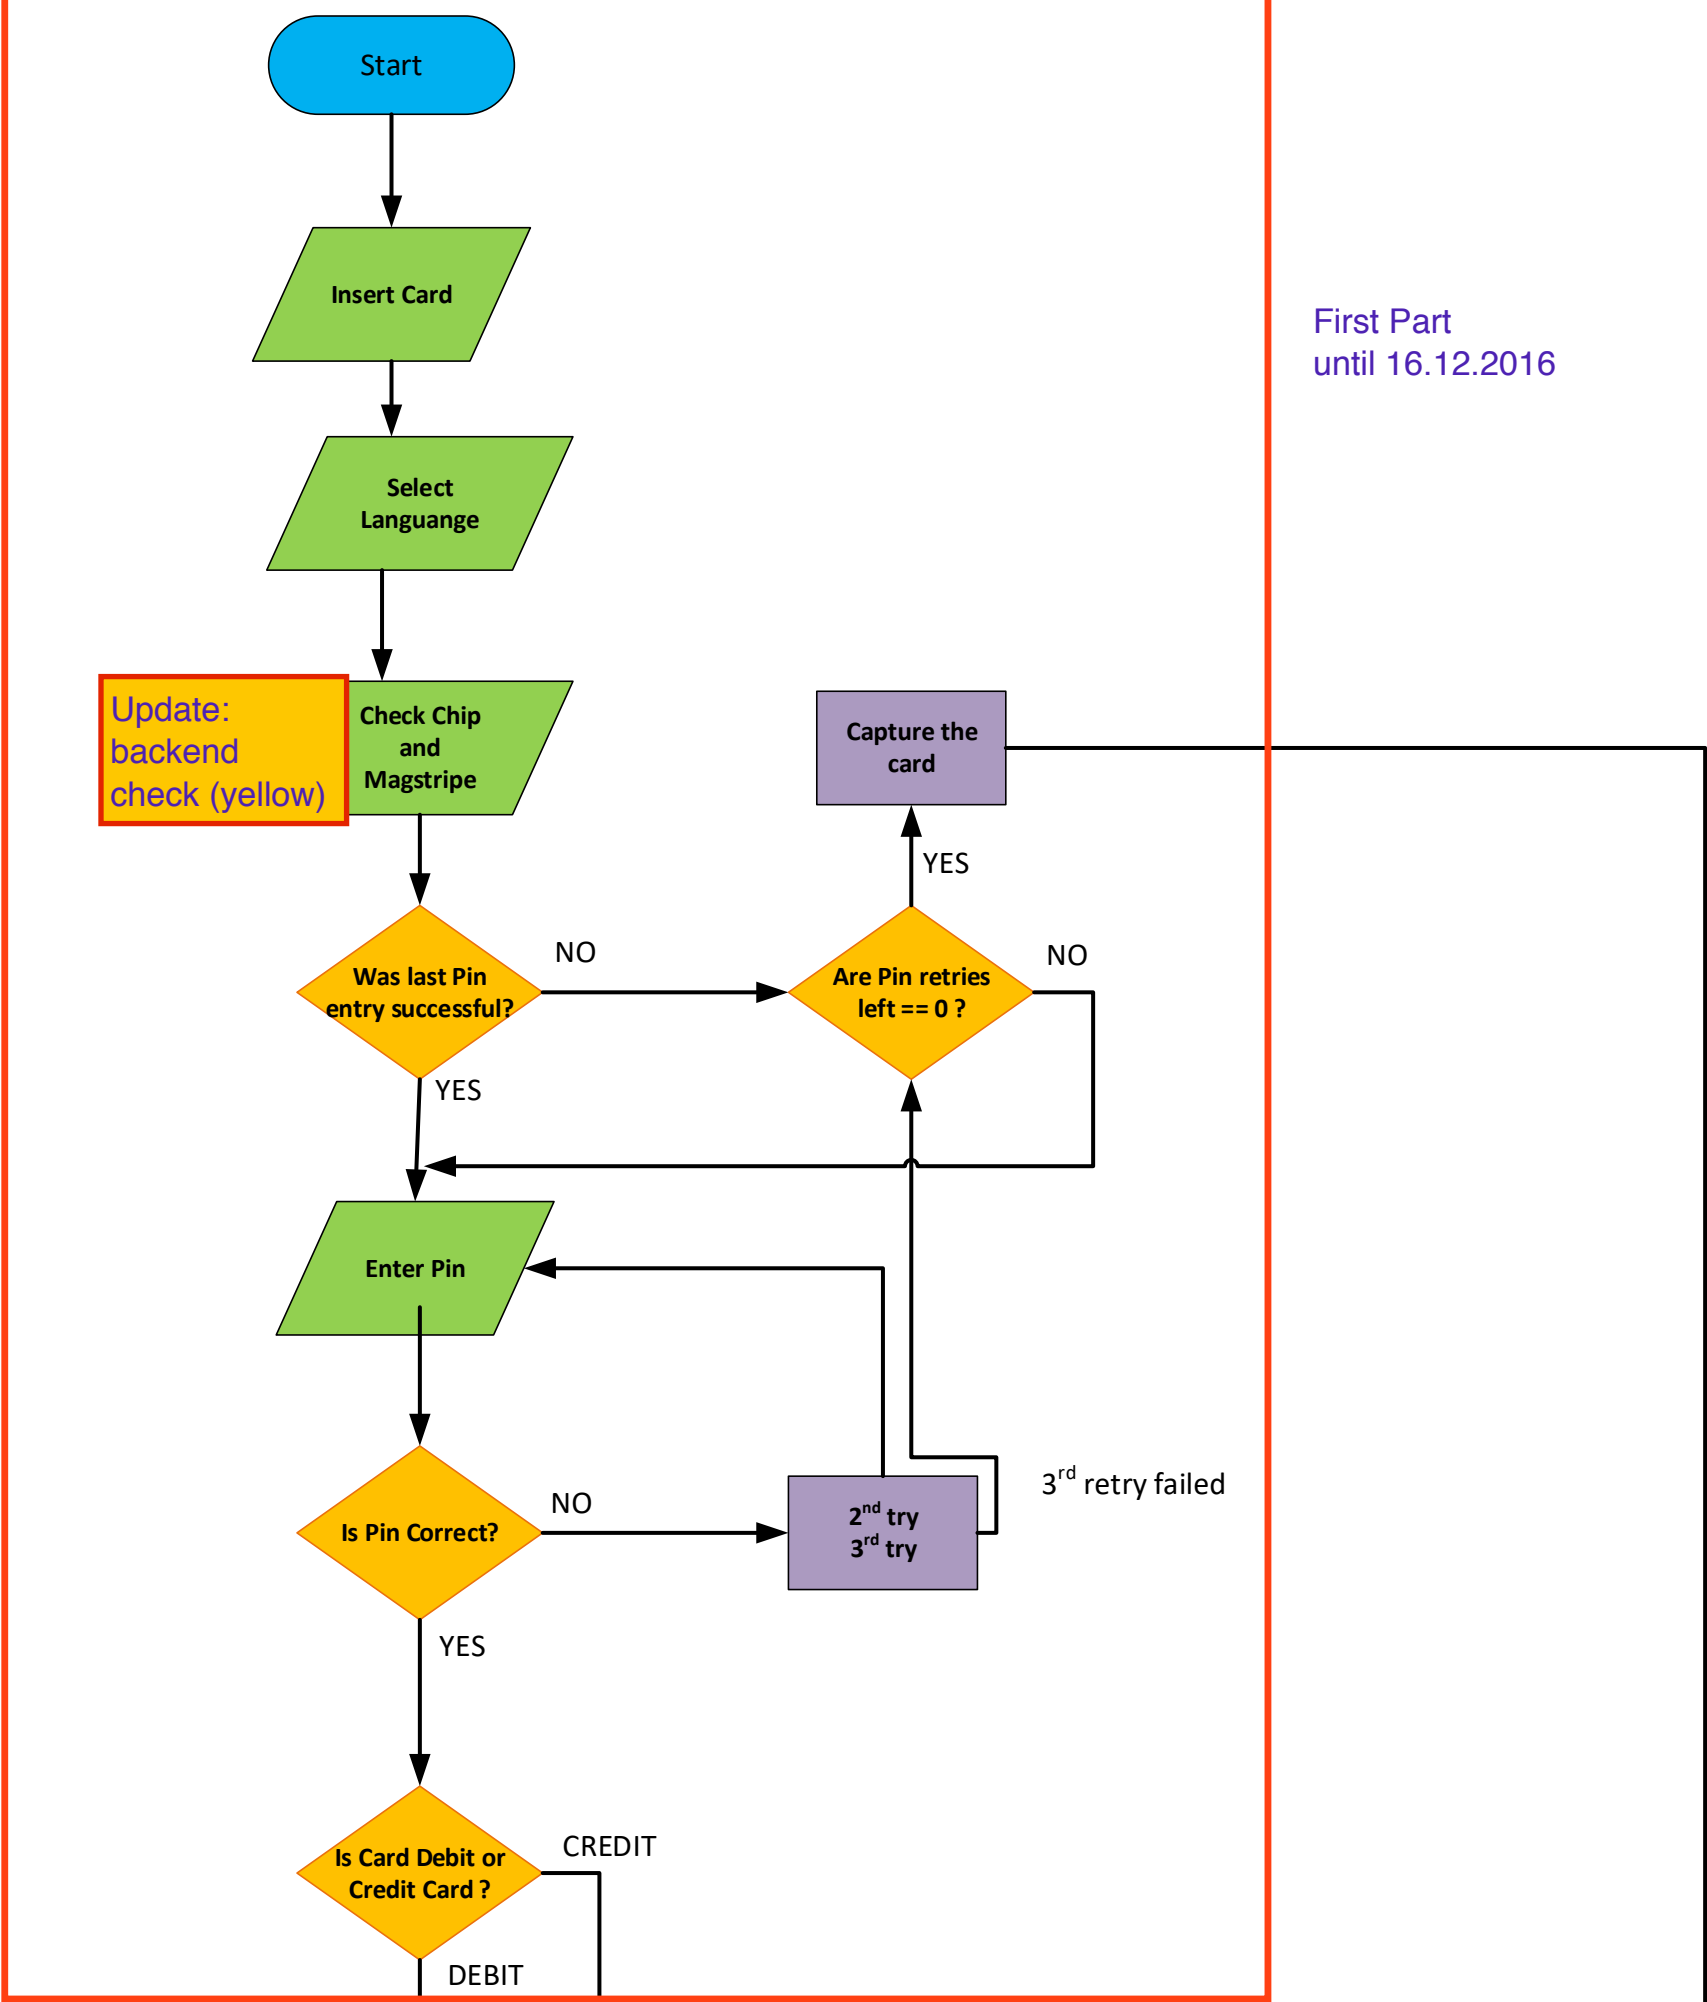 Start
Insert Card
First Part
until 16.12.2016
Select
Languange
Update:
backend
check (yellow)
Check Chip
and
Magstripe
Capture the
card
YES
NO
NO
Was last Pin
entry successful?
Are Pin retries
left == 0 ?
YES
Enter Pin
3rd retry failed
NO
2nd try
3rd try
Is Pin Correct?
YES
CREDIT
Is Card Debit or
Credit Card ?
DEBIT